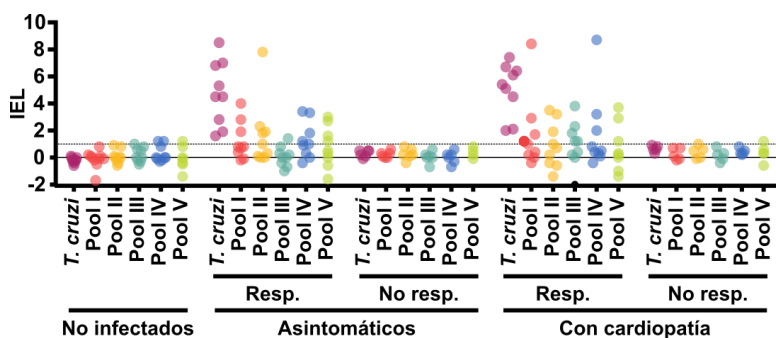 10
8
6
4
2
0
-2
IEL
T. cruzi
Pool I
Pool II
Pool III
Pool IV
Pool V
T. cruzi
Pool I
Pool II
Pool III
Pool IV
Pool V
T. cruzi
Pool I
Pool II
Pool III
Pool IV
Pool V
T. cruzi
Pool I
Pool II
Pool III
Pool IV
Pool V
T. cruzi
Pool I
Pool II
Pool III
Pool IV
Pool V
Resp.
No resp.
Resp.
No resp.
No infectados
Asintomáticos
Con cardiopatía